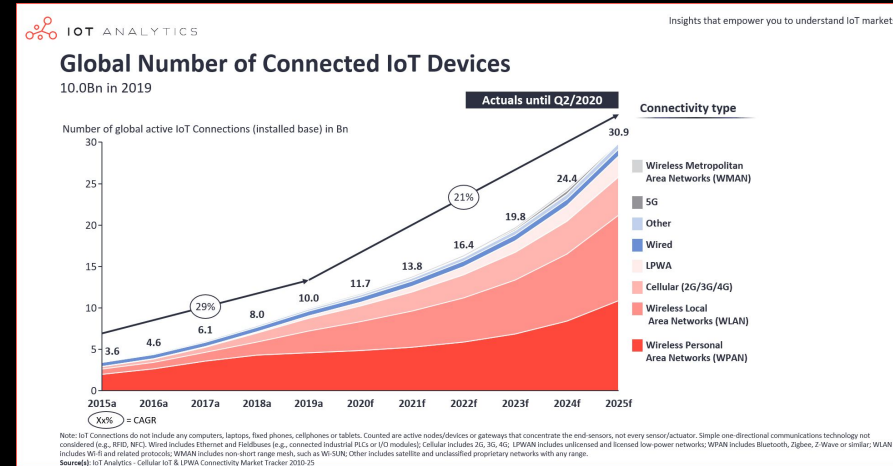 Insights that empower you to understand IoT market
IOT ANALYTICS
Global Number of Connected IoT Devices
10.0Bn in 2019
Actuals until Q2/2020
Connectivity type
Number of global active IoT Connections (installed base) in Bn
30
25
20
15
10
5
0
3.6
4.6
6.1
8.0
10.0
11.7
13.8
16.4
19.8
24.4
30.9
29%
21%
2015a 2016a 2017a 2018a 2019a 2020f 2021f 2022f 2023f 2024f 2025f
Xx% = CAGR
Wireless Metropolitan
Area Networks (WMAN)
5G
Other
Wired
LPWA
Cellular (2G/3G/4G)
Wireless Local
Area Networks (WLAN)
Wireless Personal
Area Networks (WPAN)
Note: IoT Connections do not include any computers, laptops, fixed phones, cellphones or tablets. Counted are active nodes/devices or gateways that concentrate the end-sensors, not every sensor/actuator. Simple one-directional communications technology not
considered (e.g., RFID, NFC). Wired includes Ethernet and Fieldbuses (e.g., connected industrial PLCs or I/O modules); Cellular includes 2G, 3G, 4G; LPWAN includes unlicensed and licensed low-power networks; WPAN includes Bluetooth, Zigbee, Z-Wave or similar; WLAN
includes Wi-fi and related protocols; WMAN includes non-short range mesh, such as Wi-SUN; Other includes satellite and unclassified proprietary networks with any range.
Source(s): IoT Analytics - Cellular IoT & LPWA Connectivity Market Tracker 2010-25